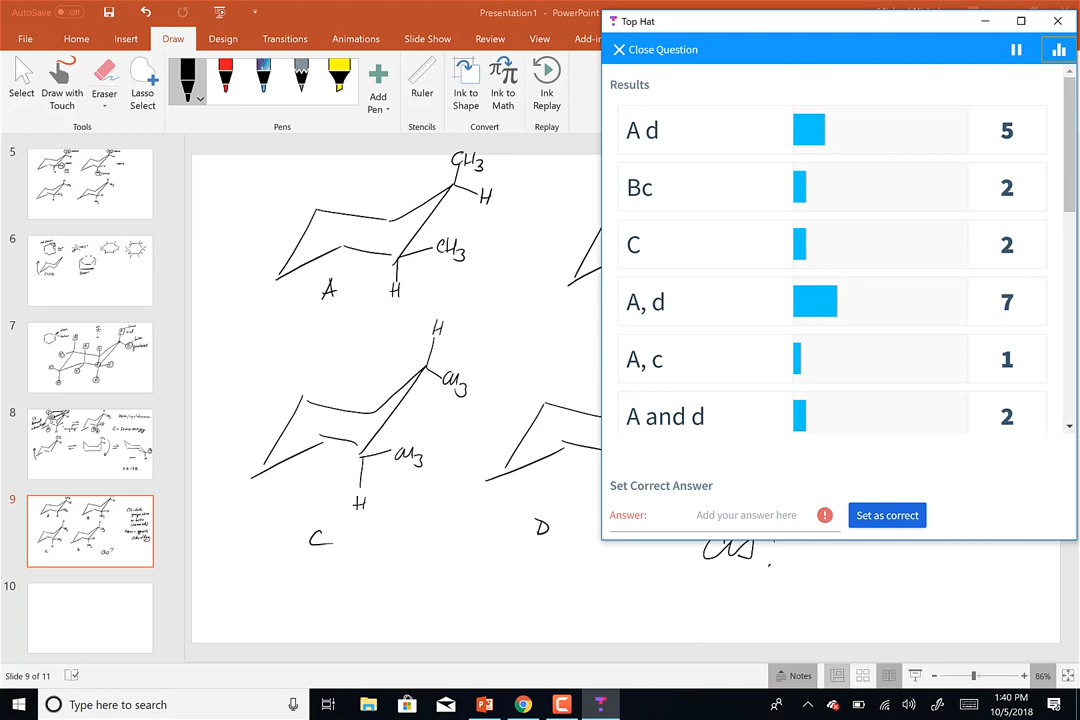 AutoSave Off
Presentation1 - PowerPoint
File Home Insert Draw Design Transitions Animations Slide Show Review View Add-in
Select
Draw with Touch
Eraser
Lasso Select
Add Pen
Ruler
Ink to Shape
Ink to Math
Ink Replay
Tools
Pens
Stencils
Convert
Replay
Top Hat
Close Question
Results
A d 5
Bc 2
C 2
A, d 7
A, c 1
A and d 2
Set Correct Answer
Answer: Add your answer here
Set as correct
5
6
7
8
9
10
CH3
H
CH3
H
A
H
CH3
CH3
H
C
D
cis?
Slide 9 of 11
Notes
86%
Type here to search
1:40 PM
10/5/2018